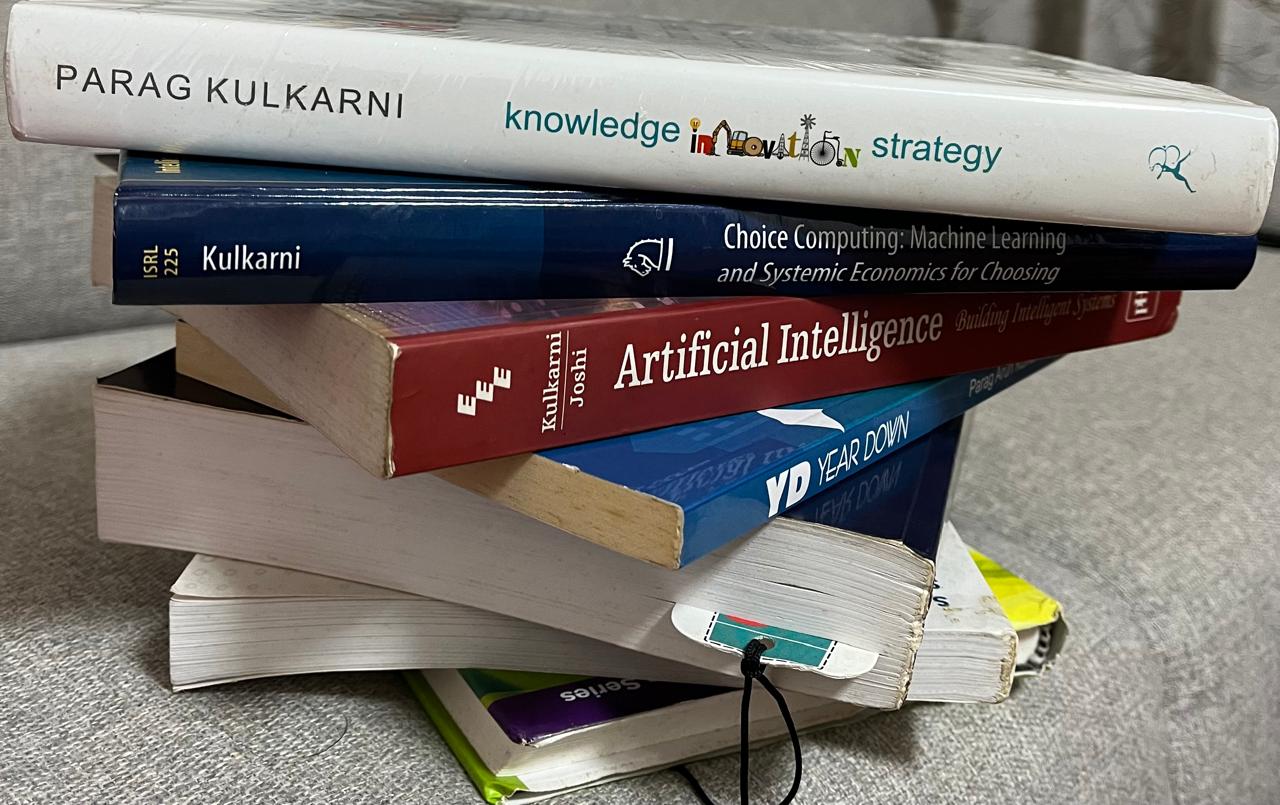 PARAG KULKARNI knowledge innovation strategy
ISRL
225
Kulkarni
Choice Computing: Machine Learning
and Systemic Economics for Choosing
EEE
Kulkarni
Joshi
Artificial Intelligence Building Intelligent Systems
YD YEAR DOWN
Series